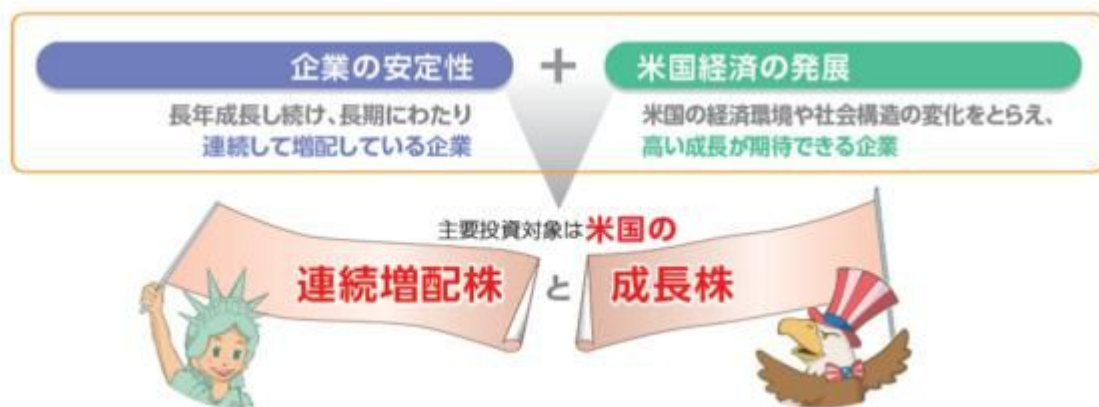 企業の安定性
+
米国経済の発展
長年成長し続け、長期にわたり
連続して増配している企業
米国の経済環境や社会構造の変化をとらえ、
高い成長が期待できる企業
主要投資対象は米国の
連続増配株と成長株